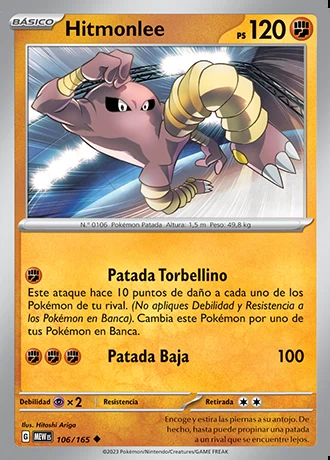 BÁSICO
Hitmonlee
PS 120
N.º 0106 Pokémon Patada Altura: 1,5 m Peso: 49,8 kg
Patada Torbellino
Este ataque hace 10 puntos de daño a cada uno de los
Pokémon de tu rival. (No apliques Debilidad y Resistencia a
los Pokémon en Banca). Cambia este Pokémon por uno de
tus Pokémon en Banca.
Patada Baja 100
Debilidad ×2 Resistencia Retirada
Ilus. Hitoshi Ariga
G MEW ES 106/165
Encoge y estira las piernas a su antojo. De
hecho, hasta puede propinar una patada
a un rival que se encuentre lejos.
©2023 Pokémon/Nintendo/Creatures/GAME FREAK